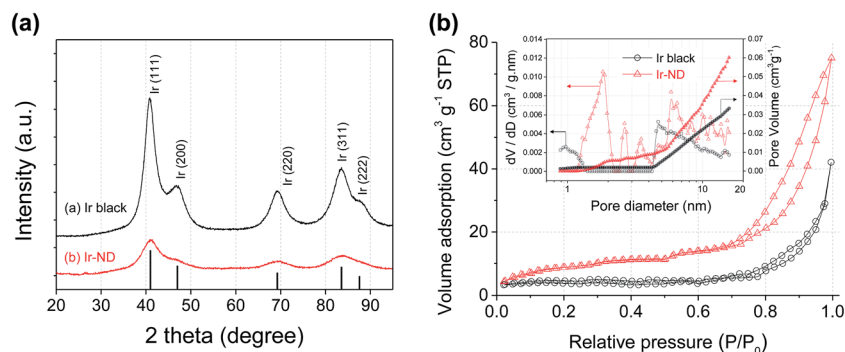 (a)
Intensity (a.u.)
Ir (111)
Ir (200)
Ir (220)
Ir (311)
Ir (222)
(a) Ir black
(b) Ir-ND
20 30 40 50 60 70 80 90
2 theta (degree)
(b)
Volume adsorption (cm³ g⁻¹ STP)
80
60
40
20
0
0.0 0.2 0.4 0.6 0.8 1.0
Relative pressure (P/P₀)
Ir black
Ir-ND
dV / dD (cm³ / g.nm)
0.014
0.012
0.010
0.008
0.006
0.004
0.002
0.000
1 10 20
Pore diameter (nm)
0.07
0.06
0.05
0.04
0.03
0.02
0.01
0.00
Pore Volume (cm³g⁻¹)